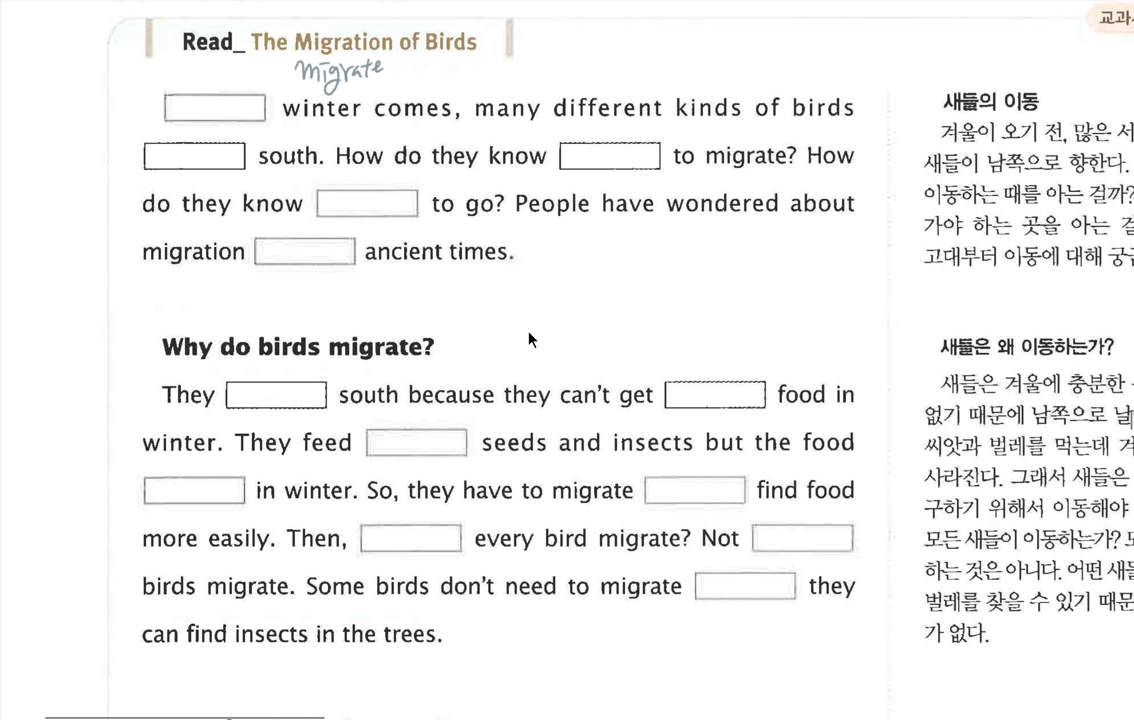 교과
Read_ The Migration of Birds
migrate
winter comes, many different kinds of birds
south. How do they know to migrate? How
do they know to go? People have wondered about
migration ancient times.
Why do birds migrate?
They south because they can't get food in
winter. They feed seeds and insects but the food
in winter. So, they have to migrate find food
more easily. Then, every bird migrate? Not
birds migrate. Some birds don't need to migrate they
can find insects in the trees.
새들의 이동
겨울이 오기 전, 많은 서
새들이 남쪽으로 향한다.
이동하는 때를 아는 걸까?
가야 하는 곳을 아는 걸
고대부터 이동에 대해 궁금
새들은 왜 이동하는가?
새들은 겨울에 충분한
없기 때문에 남쪽으로 날
씨앗과 벌레를 먹는데 겨
사라진다. 그래서 새들은
구하기 위해서 이동해야
모든 새들이 이동하는가? 모
하는 것은 아니다. 어떤 새들
벌레를 찾을 수 있기 때문
가 없다.